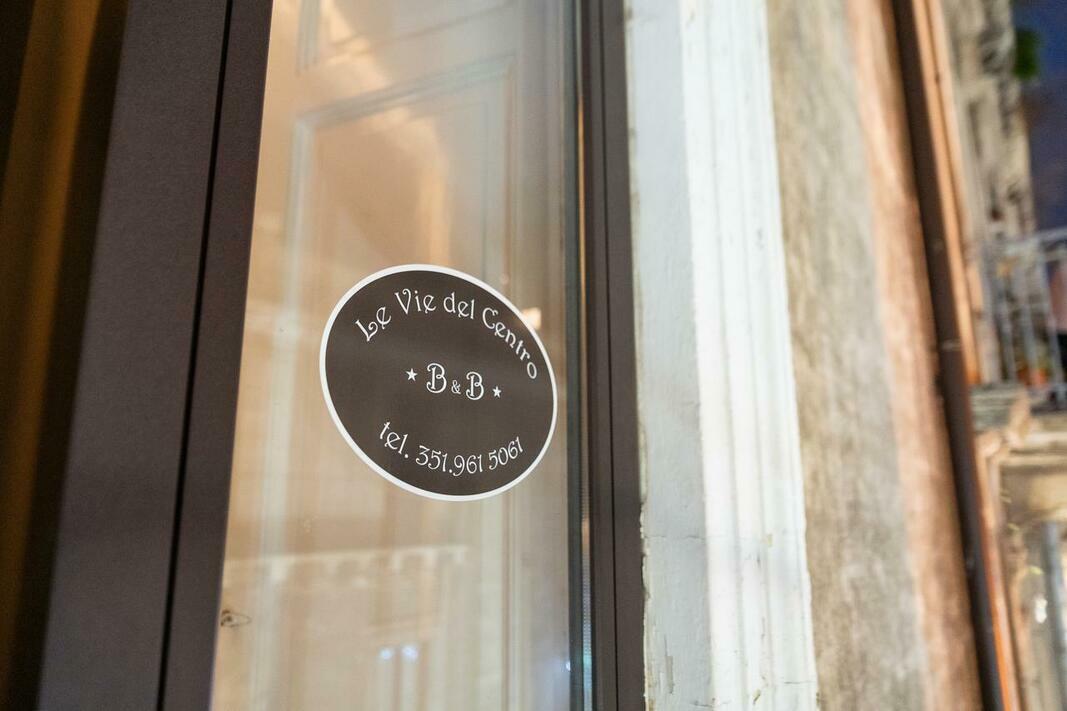 Le Vie del Centro
★ B & B ★
tel. 351.961 5061